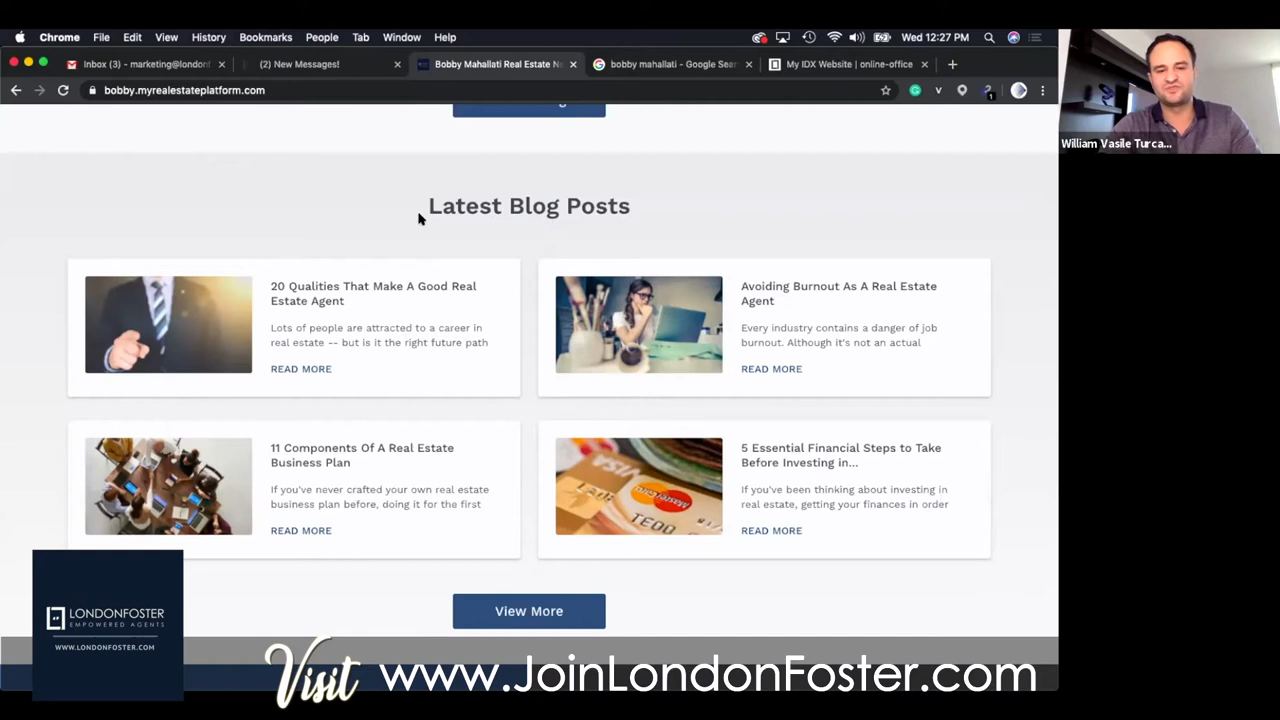 Chrome File Edit View History Bookmarks People Tab Window Help Wed 12:27 PM
Inbox (3) - marketing@londonf
(2) New Messages!
Bobby Mahallati Real Estate N
bobby mahallati - Google Sear
My IDX Website | online-office
bobby.myrealestateplatform.com
William Vasile Turca...
Latest Blog Posts
20 Qualities That Make A Good Real
Estate Agent
Lots of people are attracted to a career in
real estate -- but is it the right future path
READ MORE
Avoiding Burnout As A Real Estate
Agent
Every industry contains a danger of job
burnout. Although it's not an actual
READ MORE
11 Components Of A Real Estate
Business Plan
If you've never crafted your own real estate
business plan before, doing it for the first
READ MORE
5 Essential Financial Steps to Take
Before Investing in...
If you've been thinking about investing in
real estate, getting your finances in order
READ MORE
View More
LONDONFOSTER
EMPOWERED AGENTS
WWW.LONDONFOSTER.COM
Visit www.JoinLondonFoster.com